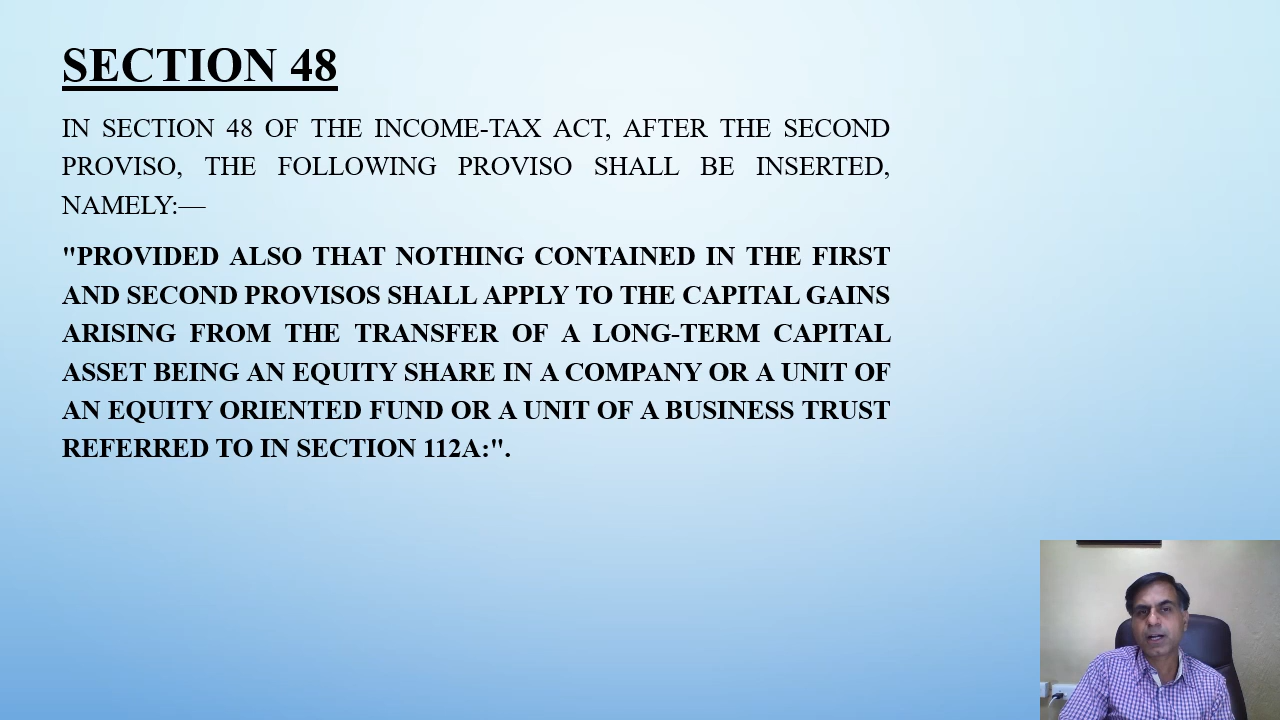 SECTION 48
IN SECTION 48 OF THE INCOME-TAX ACT, AFTER THE SECOND
PROVISO, THE FOLLOWING PROVISO SHALL BE INSERTED,
NAMELY:—
"PROVIDED ALSO THAT NOTHING CONTAINED IN THE FIRST
AND SECOND PROVISOS SHALL APPLY TO THE CAPITAL GAINS
ARISING FROM THE TRANSFER OF A LONG-TERM CAPITAL
ASSET BEING AN EQUITY SHARE IN A COMPANY OR A UNIT OF
AN EQUITY ORIENTED FUND OR A UNIT OF A BUSINESS TRUST
REFERRED TO IN SECTION 112A:".